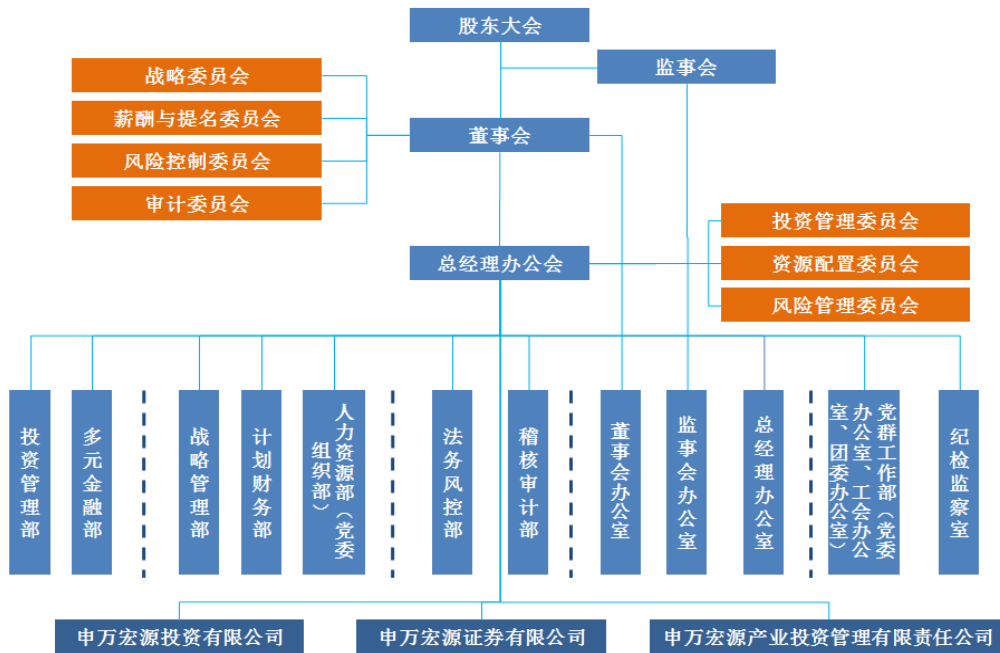 股东大会
监事会
战略委员会
薪酬与提名委员会
董事会
风险控制委员会
审计委员会
投资管理委员会
总经理办公会
资源配置委员会
风险管理委员会
投资管理部
多元金融部
战略管理部
计划财务部
人力资源部（党委
组织部）
法务风控部
稽核审计部
董事会办公室
监事会办公室
总经理办公室
党群工作部（党委
办公室、工会办公
室、团委办公室）
纪检监察室
申万宏源投资有限公司
申万宏源证券有限公司
申万宏源产业投资管理有限责任公司